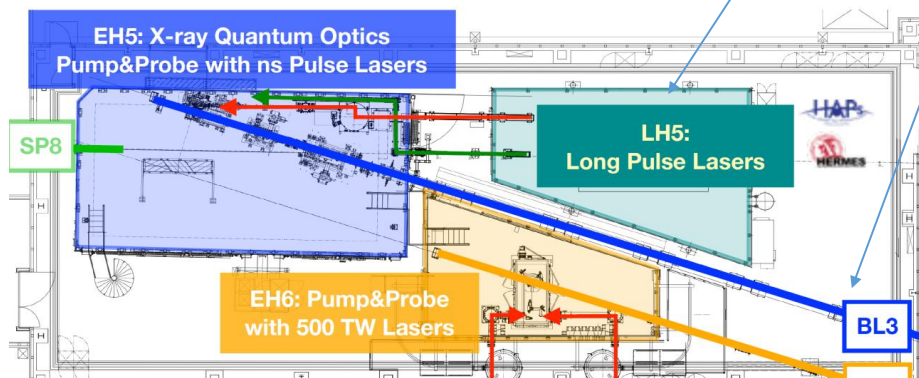 EH5: X-ray Quantum Optics
Pump&Probe with ns Pulse Lasers
SP8
LH5:
Long Pulse Lasers
HERMES
EH6: Pump&Probe
with 500 TW Lasers
BL3